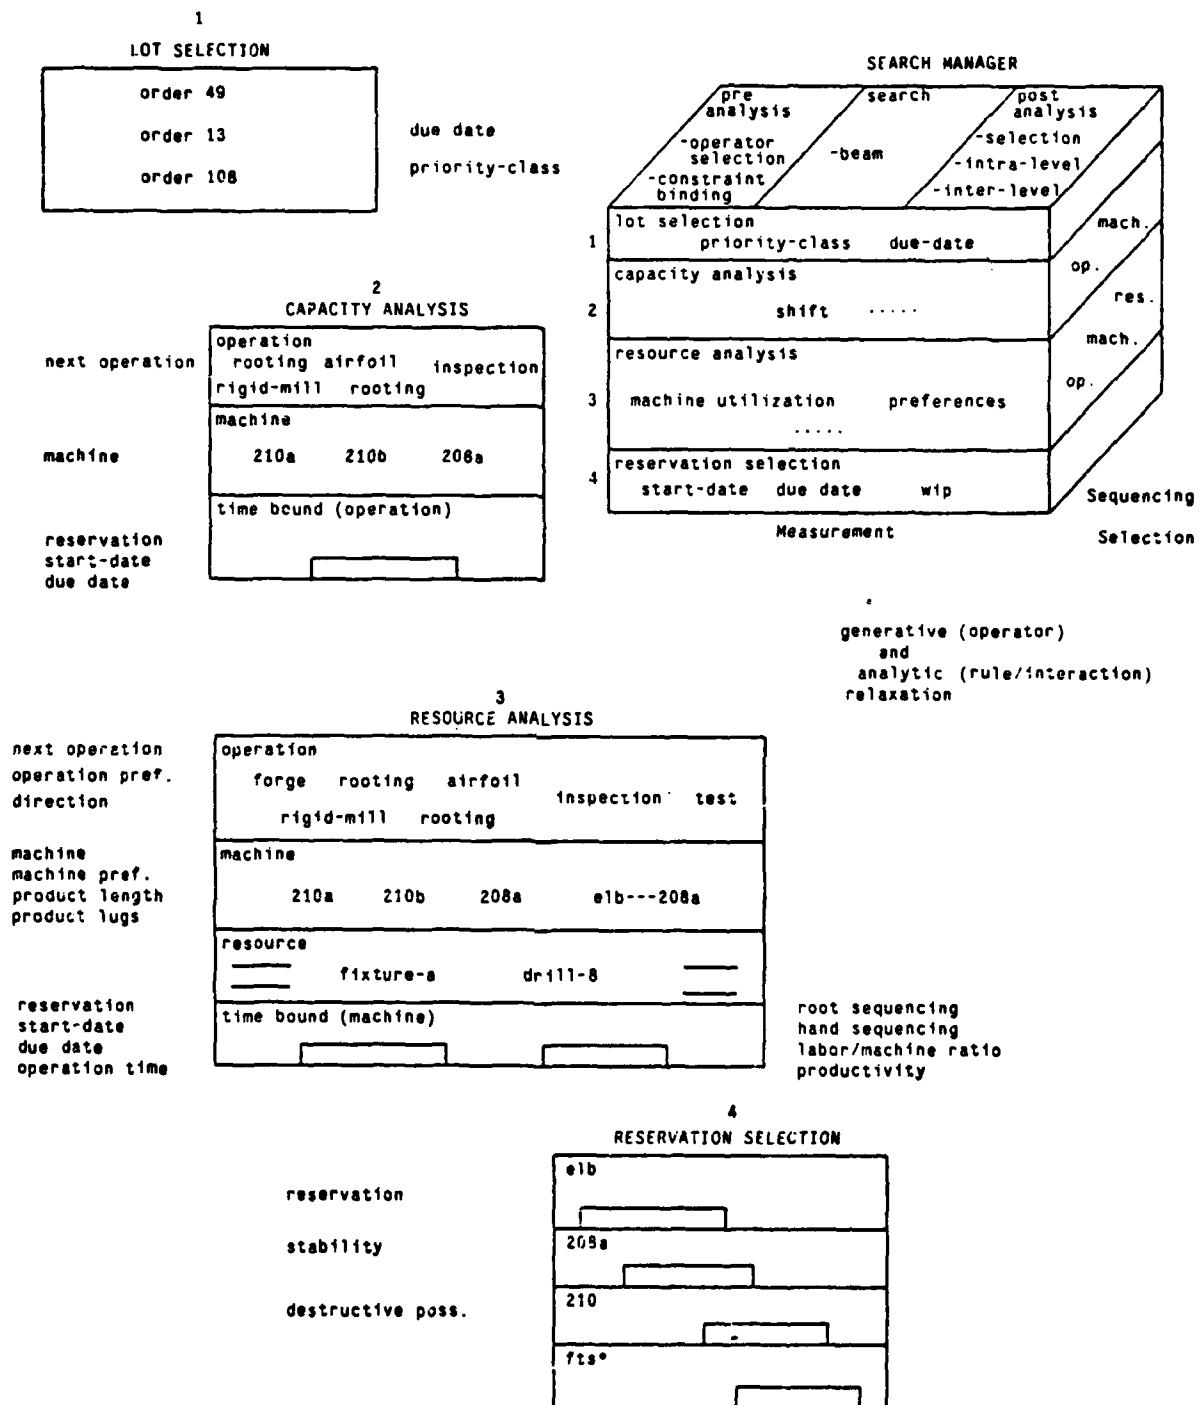 1
LOT SELECTION
order 49
order 13
order 108
due date
priority-class
SEARCH MANAGER
pre
analysis
-operator
selection
-constraint
binding
search
-beam
post
analysis
-selection
-intra-level
-inter-level
1
lot selection
priority-class due-date
2
capacity analysis
shift .....
3
resource analysis
machine utilization preferences
.....
4
reservation selection
start-date due date wip
mach.
op.
res.
mach.
op.
Measurement
Sequencing
Selection
2
CAPACITY ANALYSIS
next operation
operation
rooting airfoil inspection
rigid-mill rooting
machine
machine
210a 210b 208a
time bound (operation)
reservation
start-date
due date
generative (operator)
and
analytic (rule/interaction)
relaxation
3
RESOURCE ANALYSIS
next operation
operation pref.
direction
operation
forge rooting airfoil
inspection test
rigid-mill rooting
machine
machine pref.
product length
product lugs
machine
210a 210b 208a elb---208a
resource
fixture-a drill-8
reservation
start-date
due date
operation time
time bound (machine)
root sequencing
hand sequencing
labor/machine ratio
productivity
4
RESERVATION SELECTION
reservation
stability
destructive poss.
elb
208a
210
fts*